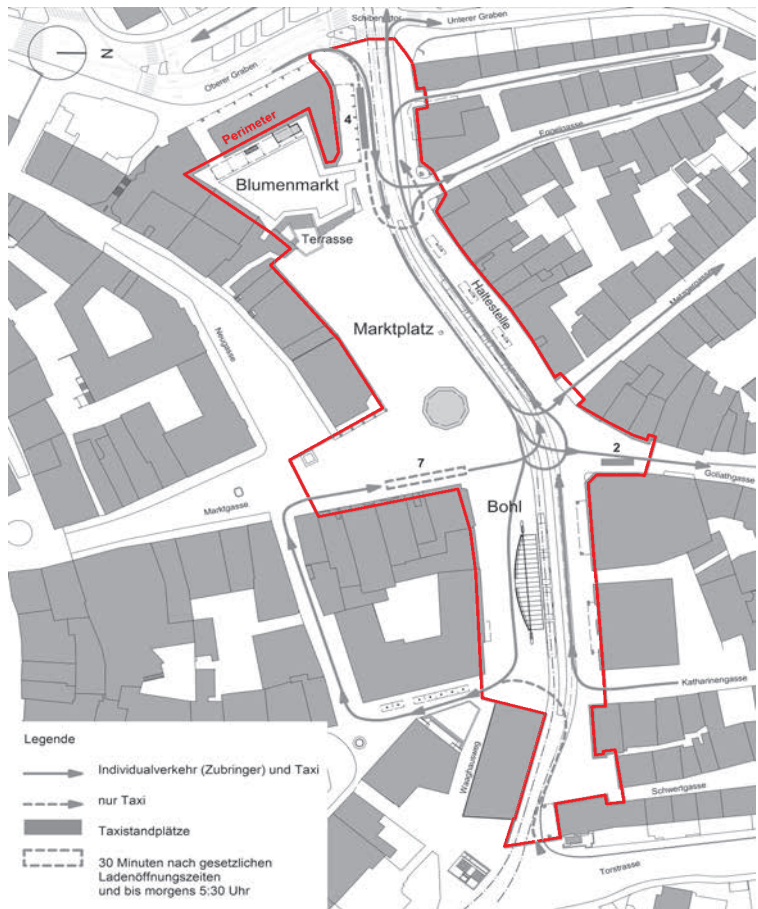 Schibenertor
Unterer Graben
N
Oberer Graben
Perimeter
4
Engelgasse
Blumenmarkt
Terrasse
Metzgergasse
Haltestelle
Marktplatz
Neugasse
2
7
Goliathgasse
Marktgasse
Bohl
Katharinengasse
Legende
Individualverkehr (Zubringer) und Taxi
nur Taxi
Taxistandplätze
30 Minuten nach gesetzlichen
Ladenöffnungszeiten
und bis morgens 5:30 Uhr
Waaghausweg
Schwertgasse
Torstrasse